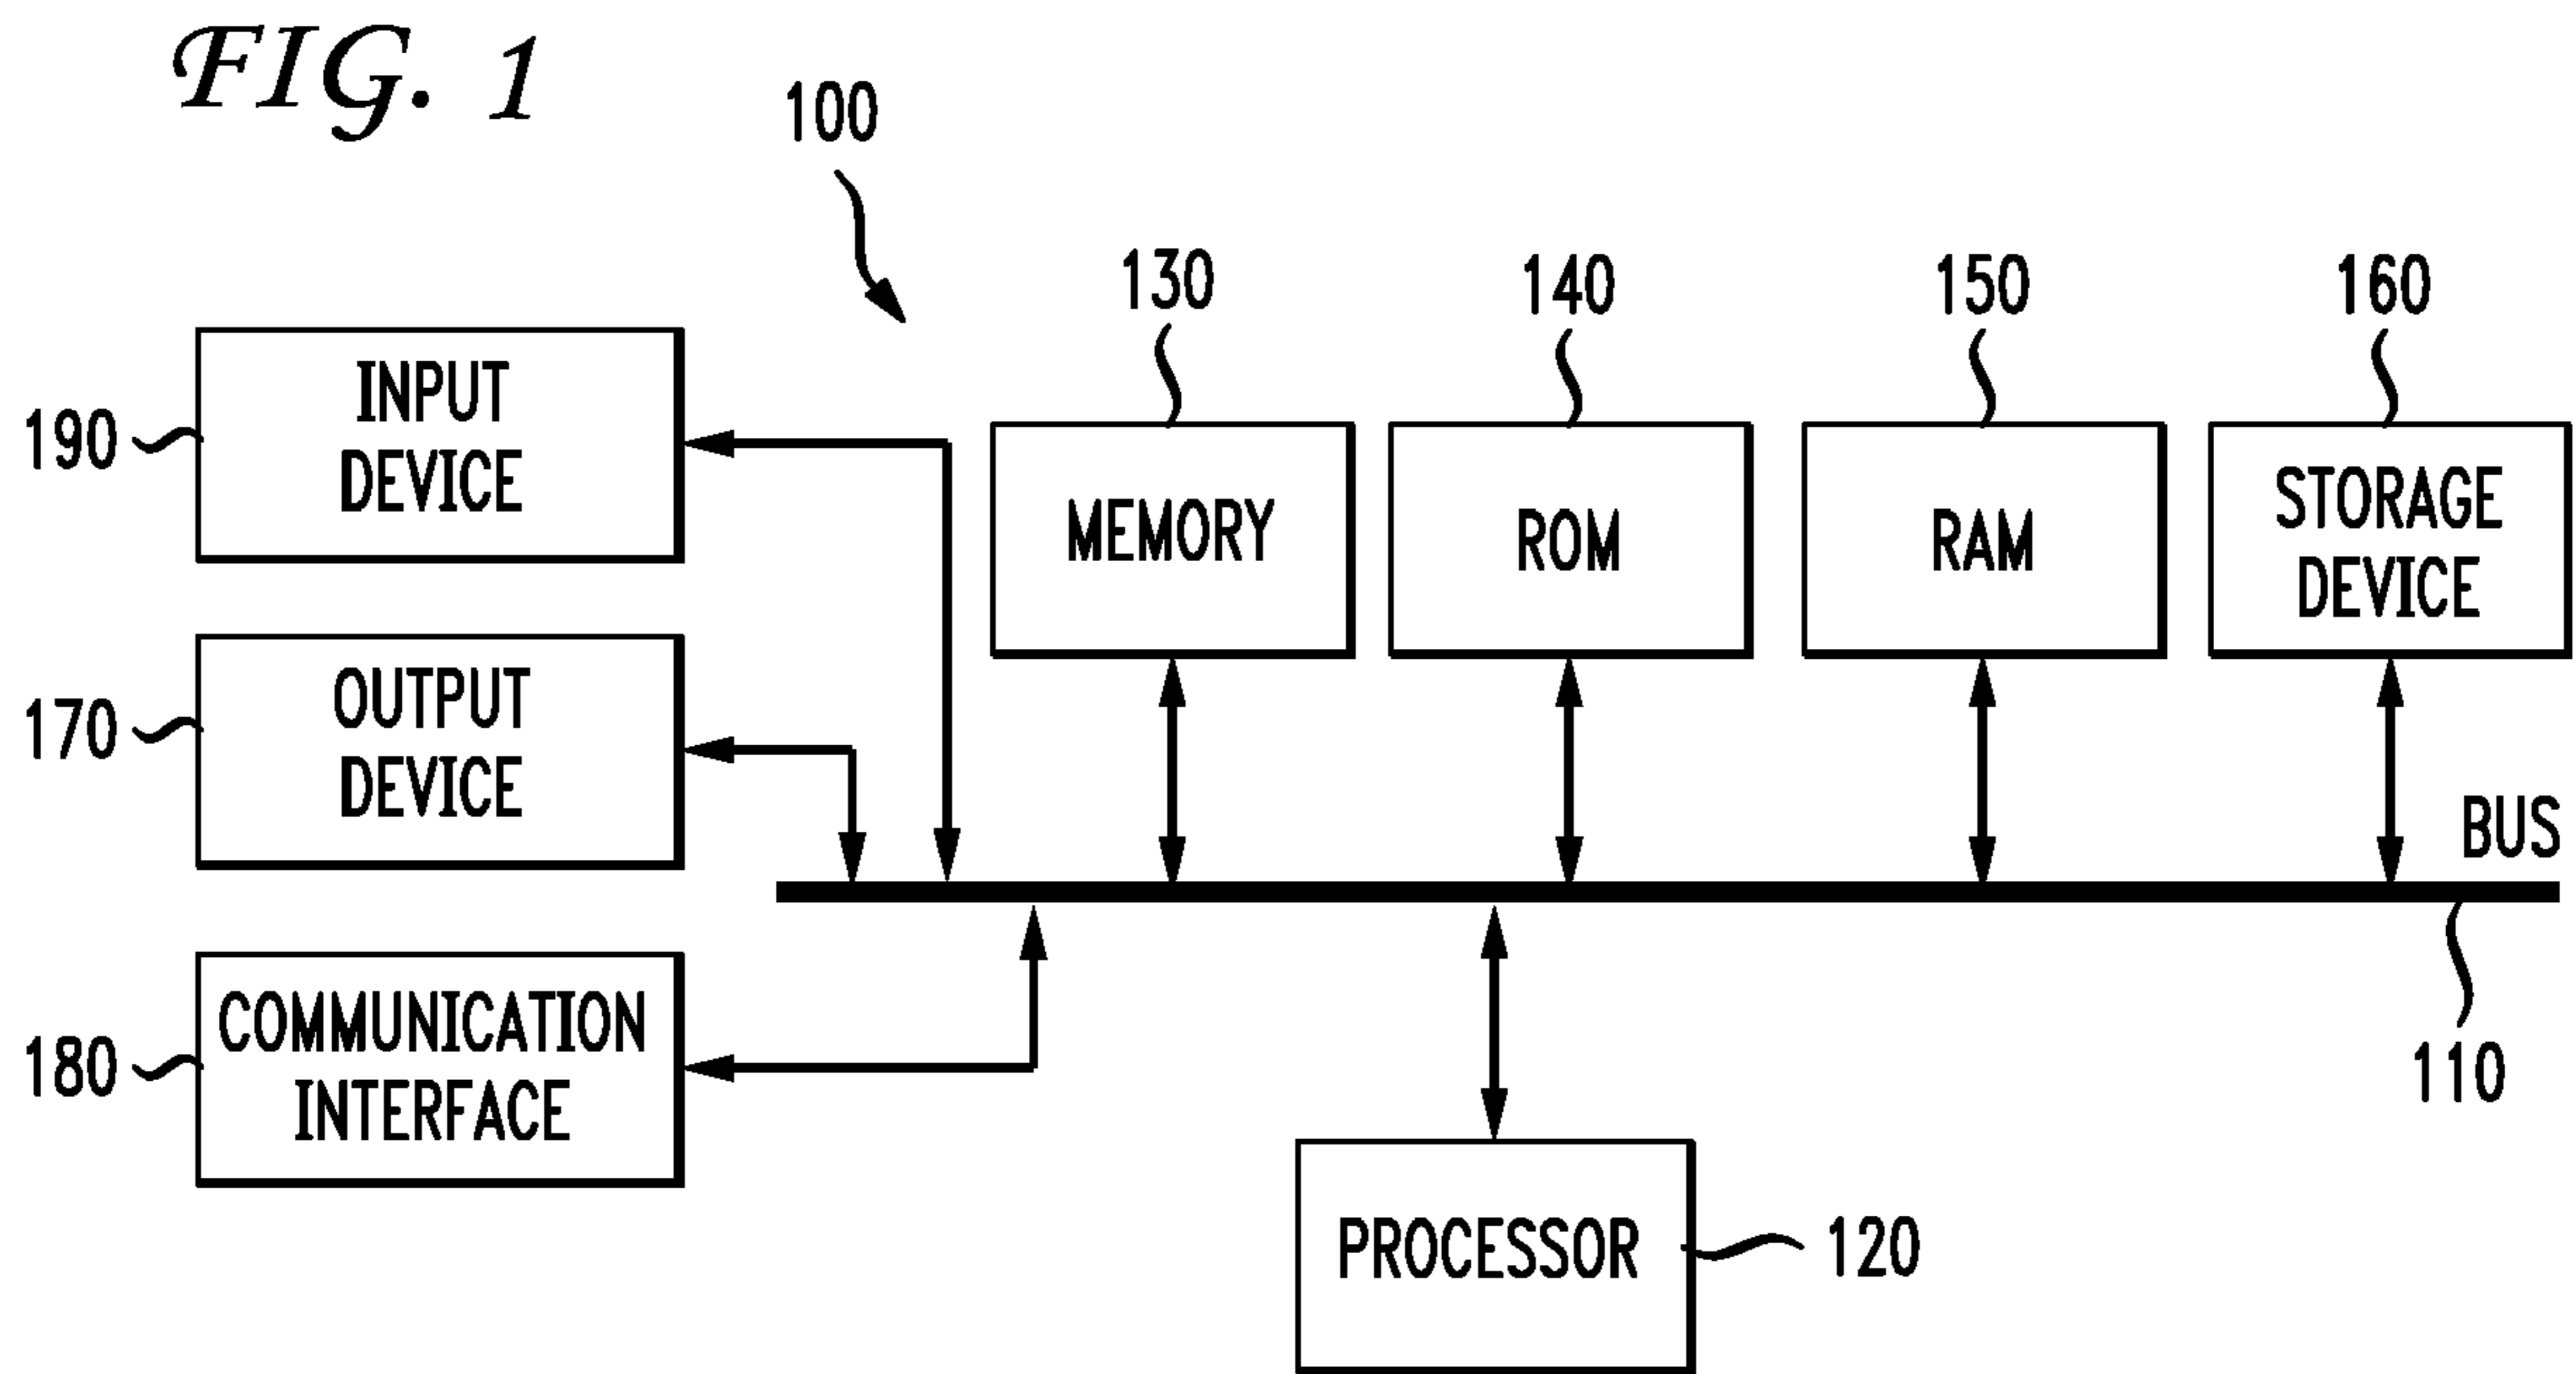 FIG. 1
100
130
140
150
160
190
INPUT
DEVICE
MEMORY
ROM
RAM
STORAGE
DEVICE
170
OUTPUT
DEVICE
BUS
180
COMMUNICATION
INTERFACE
110
PROCESSOR
120